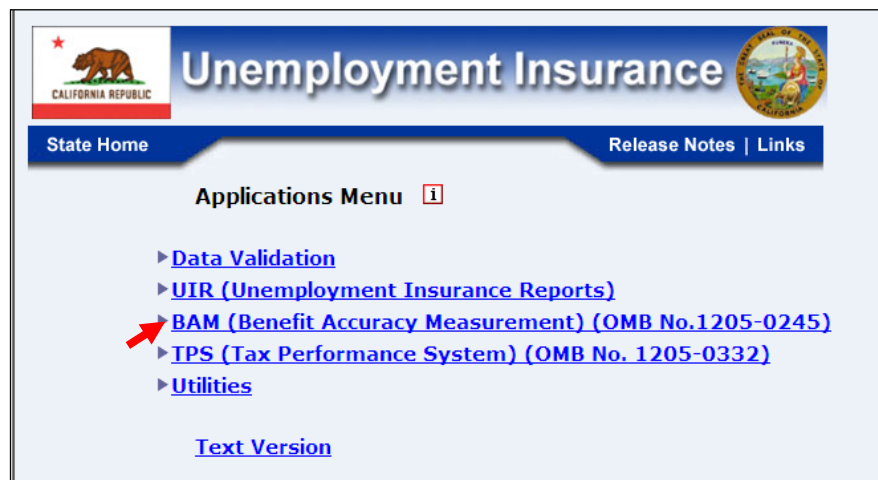 CALIFORNIA REPUBLIC
Unemployment Insurance
State Home
Release Notes | Links
Applications Menu i
Data Validation
UIR (Unemployment Insurance Reports)
BAM (Benefit Accuracy Measurement) (OMB No.1205-0245)
TPS (Tax Performance System) (OMB No. 1205-0332)
Utilities
Text Version